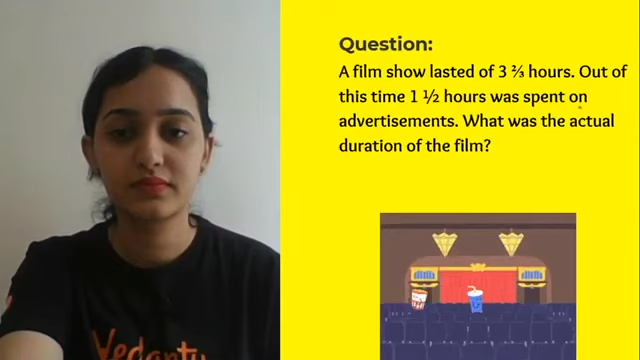 Question:
A film show lasted of 3 ⅔ hours. Out of
this time 1 ½ hours was spent on
advertisements. What was the actual
duration of the film?
Vedantu